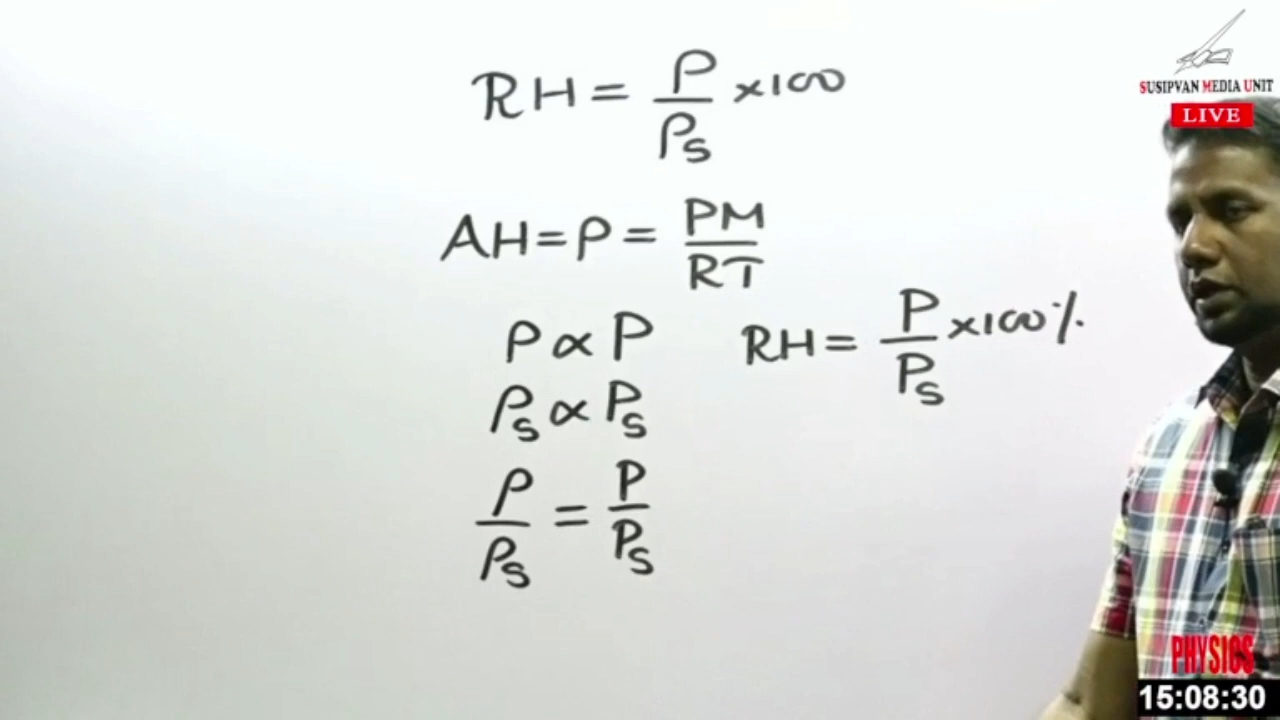 RH = ρ/ρs ×100
SUSIPVAN MEDIA UNIT
LIVE
AH = ρ = PM/RT
ρ ∝ P
RH = P/Ps ×100%
ρs ∝ Ps
ρ/ρs = P/Ps
PHYSICS
15:08:30